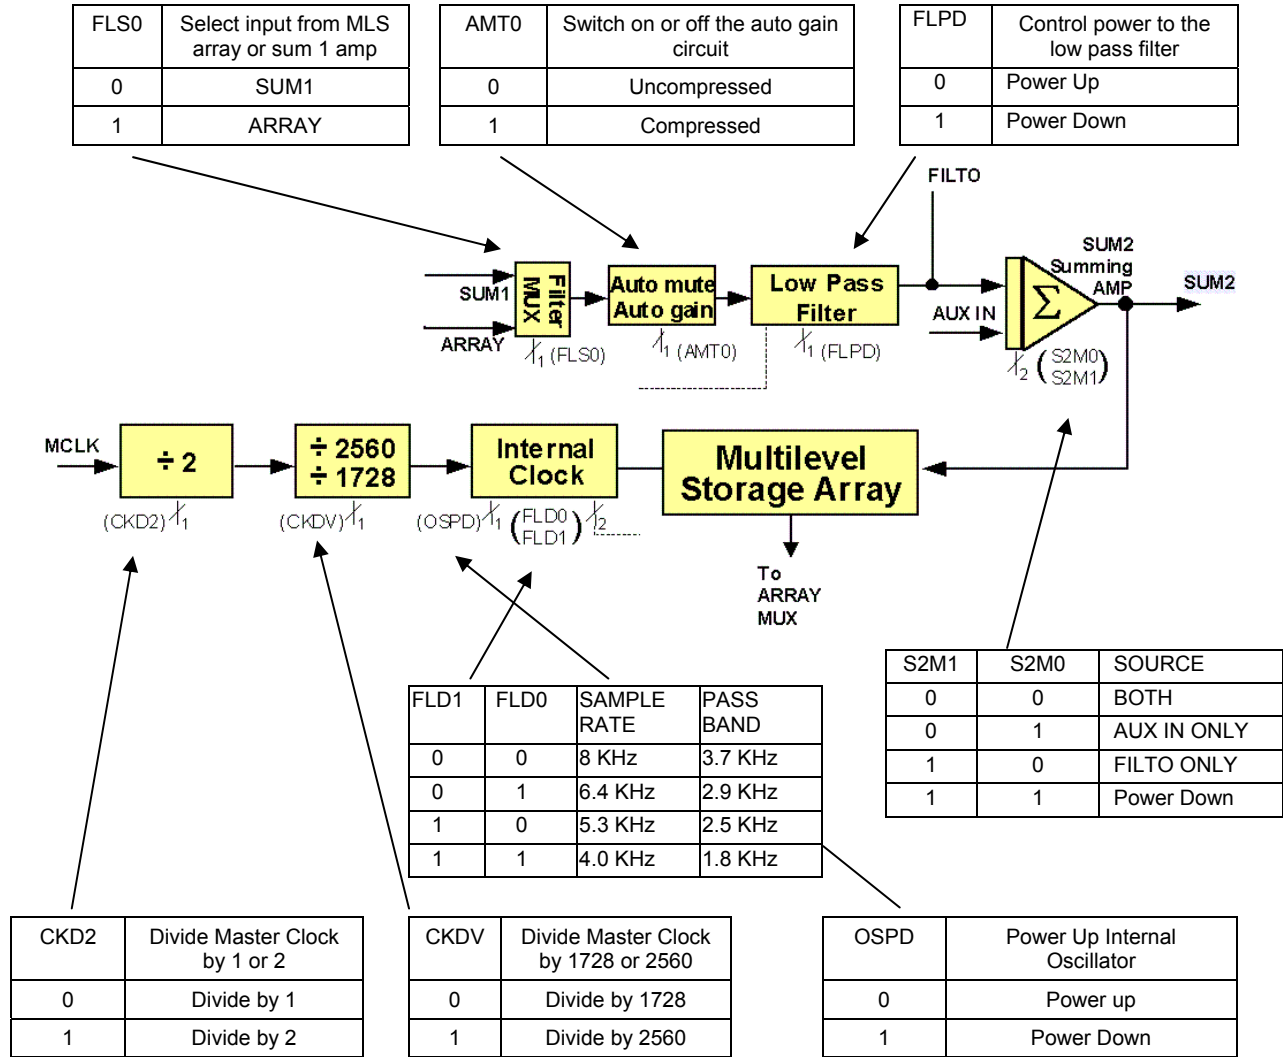 FLS0 Select input from MLS array or sum 1 amp
0 SUM1
1 ARRAY
AMT0 Switch on or off the auto gain circuit
0 Uncompressed
1 Compressed
FLPD Control power to the low pass filter
0 Power Up
1 Power Down
FILTO
SUM1
ARRAY
Filter MUX
1 (FLS0)
Auto mute
Auto gain
1 (AMT0)
Low Pass
Filter
1 (FLPD)
AUX IN
Σ
SUM2
Summing
AMP
SUM2
2 (S2M0
S2M1)
MCLK
÷ 2
(CKD2) 1
÷ 2560
÷ 1728
(CKDV) 1
Internal
Clock
(OSPD) 1 (FLD0
FLD1) 2
Multilevel
Storage Array
To
ARRAY
MUX
S2M1 S2M0 SOURCE
0 0 BOTH
0 1 AUX IN ONLY
1 0 FILTO ONLY
1 1 Power Down
FLD1 FLD0 SAMPLE RATE PASS BAND
0 0 8 KHz 3.7 KHz
0 1 6.4 KHz 2.9 KHz
1 0 5.3 KHz 2.5 KHz
1 1 4.0 KHz 1.8 KHz
CKD2 Divide Master Clock by 1 or 2
0 Divide by 1
1 Divide by 2
CKDV Divide Master Clock by 1728 or 2560
0 Divide by 1728
1 Divide by 2560
OSPD Power Up Internal Oscillator
0 Power up
1 Power Down